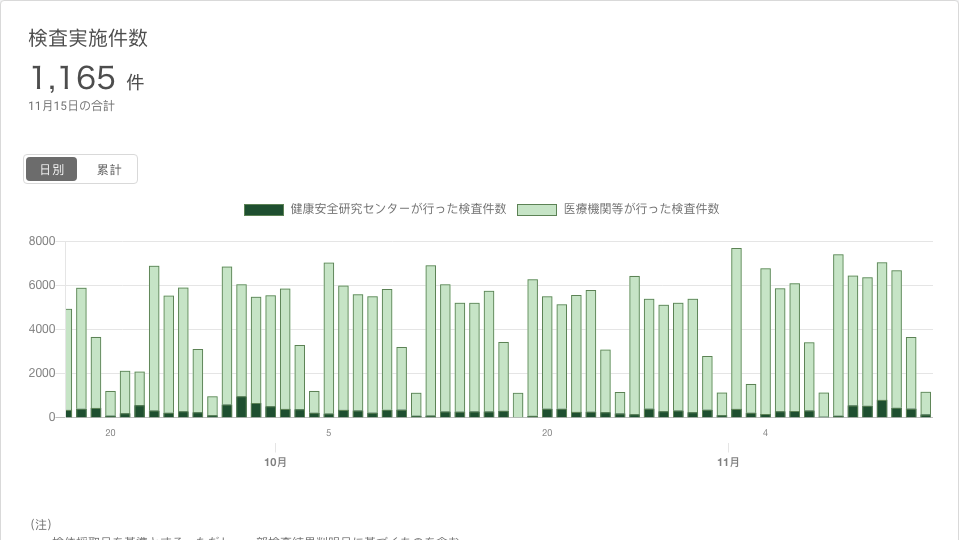 検査実施件数
1,165 件
11月15日の合計
日別 累計
健康安全研究センターが行った検査件数 医療機関等が行った検査件数
8000
6000
4000
2000
0
20 5 20 4
10月 11月
（注）